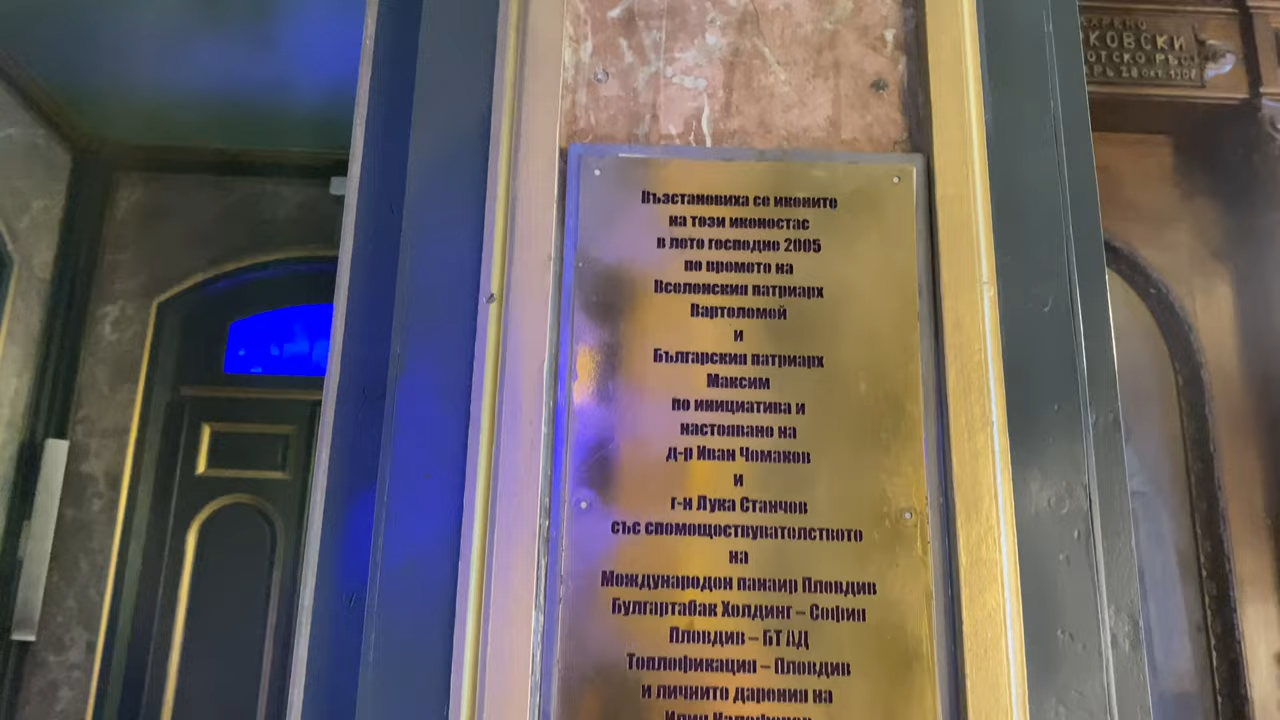 Възстановиха се иконите
на този иконостас
в лето господне 2005
по времето на
Вселенския патриарх
Вартоломей
и
Българския патриарх
Максим
по инициатива и
настояване на
д-р Иван Чомаков
и
г-н Лука Станчов
със спомоществувателството
на
Международен панаир Пловдив
Булгартабак Холдинг – София
Пловдив – БТ АД
Топлофикация – Пловдив
и личните дарения на